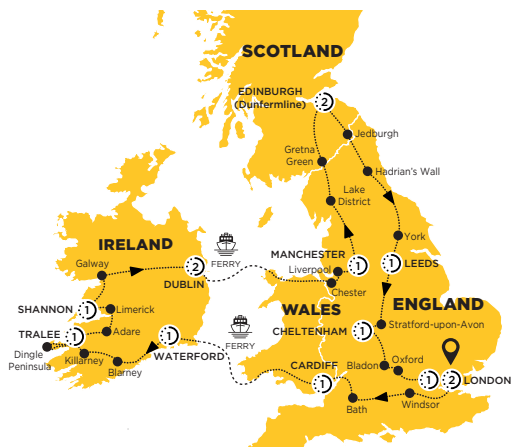 SCOTLAND
EDINBURGH
(Dunfermline)
2
Jedburgh
Gretna
Green
Hadrian's Wall
Lake
District
York
IRELAND
Galway
2
DUBLIN
FERRY
MANCHESTER
1
Liverpool
Chester
1
LEEDS
SHANNON
1
Limerick
TRALEE
1
Adare
Dingle
Peninsula
Killarney
Blarney
1
WATERFORD
FERRY
WALES
ENGLAND
CHELTENHAM
1
Stratford-upon-Avon
Bladon
Oxford
CARDIFF
1
1
2
LONDON
Bath
Windsor